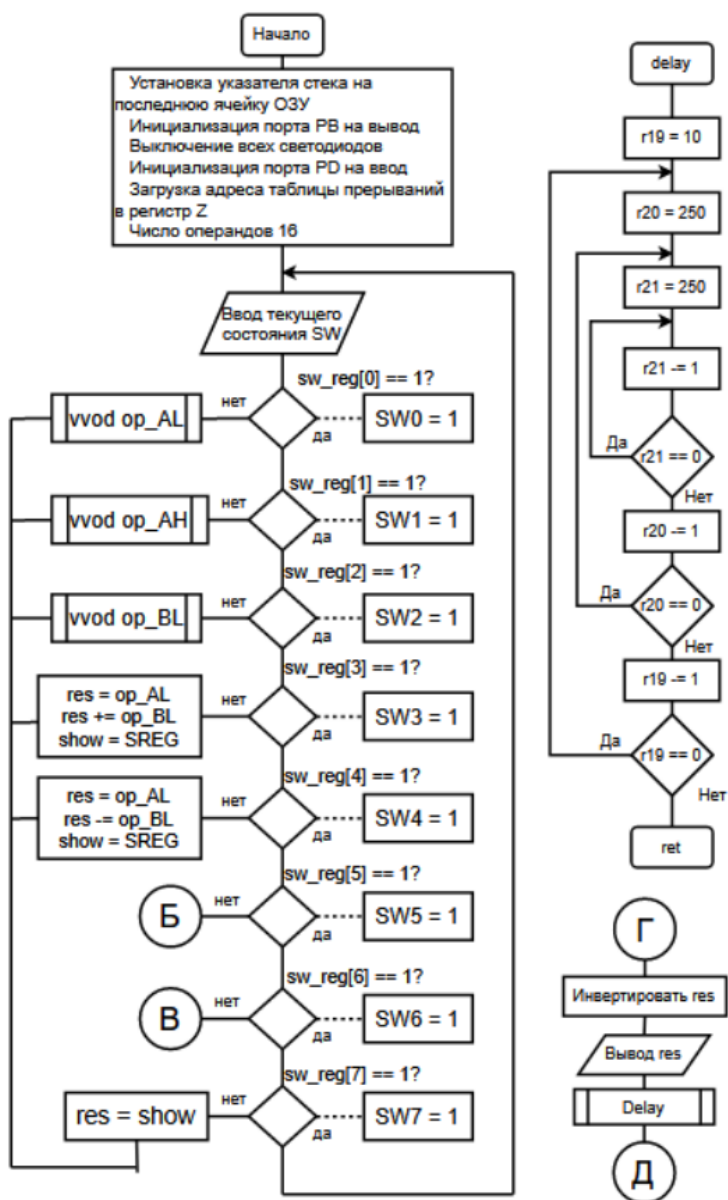 Начало
Установка указателя стека на
последнюю ячейку ОЗУ
Инициализация порта PB на вывод
Выключение всех светодиодов
Инициализация порта PD на ввод
Загрузка адреса таблицы прерываний
в регистр Z
Число операндов 16
Ввод текущего
состояния SW
sw_reg[0] == 1?
vvod op_AL
нет
да
SW0 = 1
sw_reg[1] == 1?
vvod op_AH
нет
да
SW1 = 1
sw_reg[2] == 1?
vvod op_BL
нет
да
SW2 = 1
sw_reg[3] == 1?
res = op_AL
res += op_BL
show = SREG
нет
да
SW3 = 1
sw_reg[4] == 1?
res = op_AL
res -= op_BL
show = SREG
нет
да
SW4 = 1
sw_reg[5] == 1?
Б
нет
да
SW5 = 1
sw_reg[6] == 1?
В
нет
да
SW6 = 1
sw_reg[7] == 1?
res = show
нет
да
SW7 = 1
delay
r19 = 10
r20 = 250
r21 = 250
r21 -= 1
Да
r21 == 0
Нет
r20 -= 1
Да
r20 == 0
Нет
r19 -= 1
Да
r19 == 0
Нет
ret
Г
Инвертировать res
Вывод res
Delay
Д